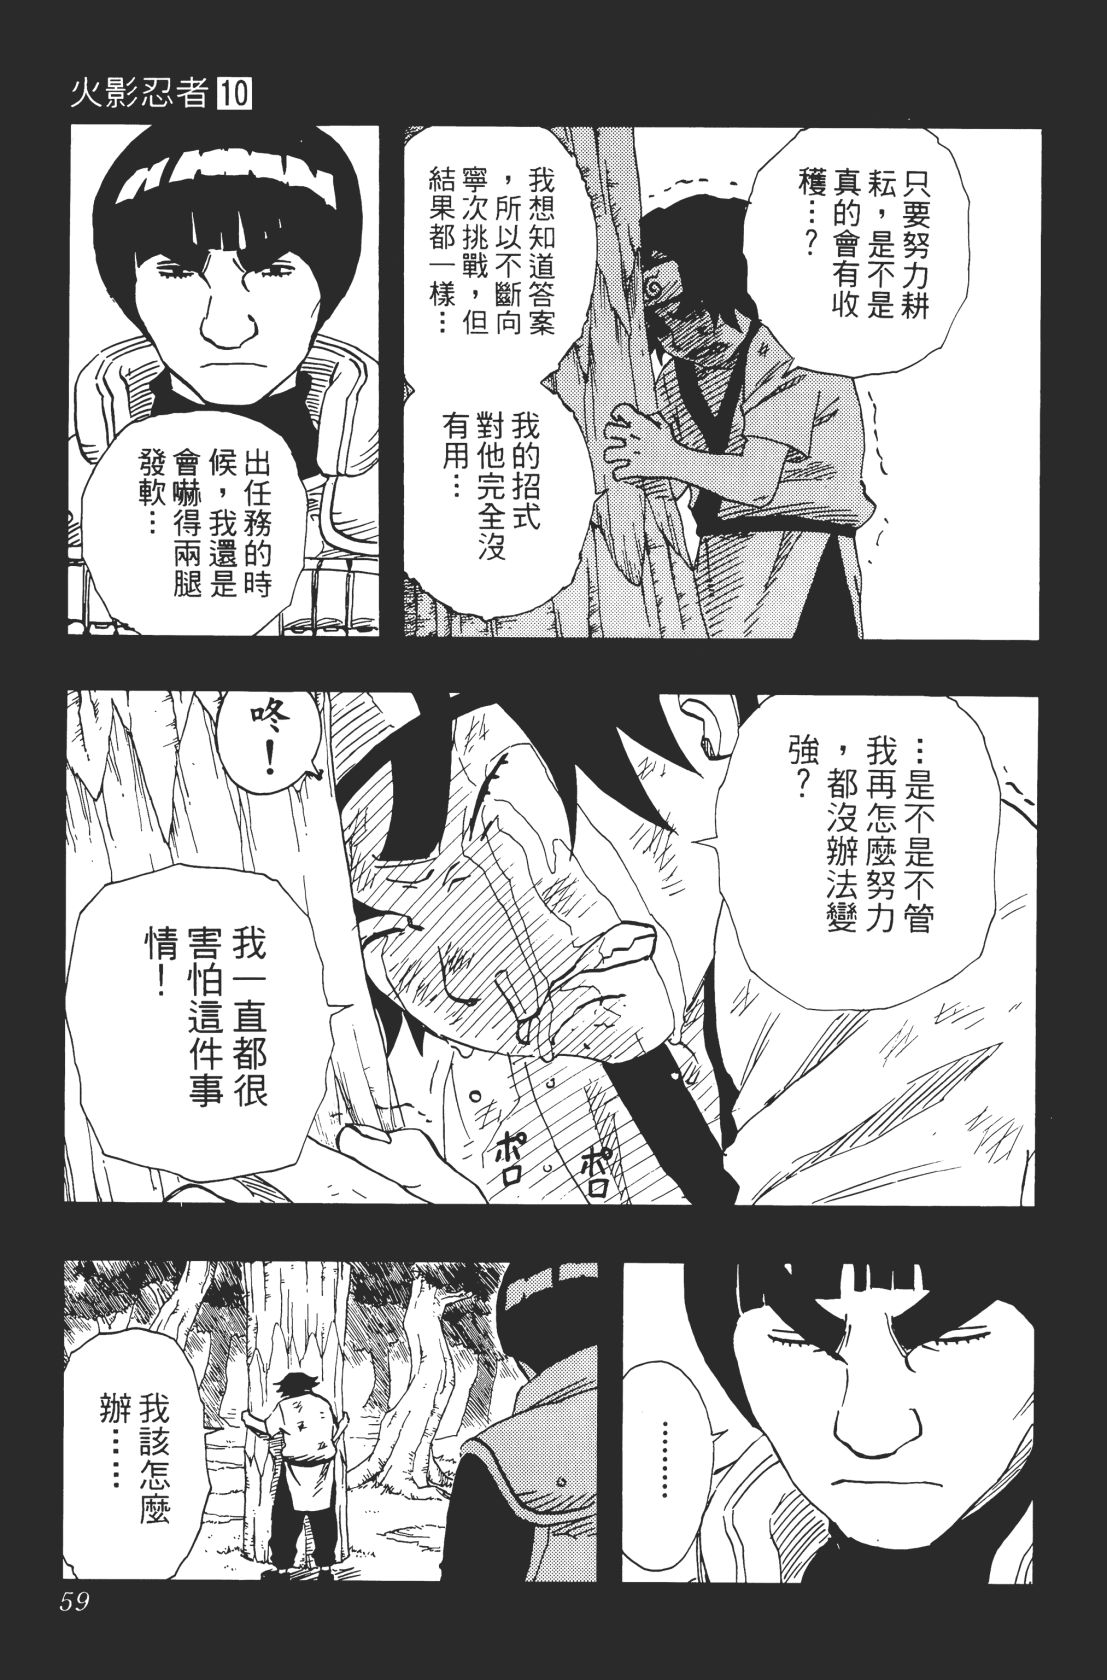 火影忍者10
只要努力耕
耘，是不是
真的會有收
穫…？
我想知道答案
，所以不斷向
寧次挑戰，但
結果都一樣…
我的招式
對他完全沒
有用…
出任務的時
候，我還是
會嚇得兩腿
發軟…
…是不是不管
我再怎麼努力
，都沒辦法變
強？
咚！
我一直都很
害怕這件事
情！
ポロ
ポロ
………
我該怎麼
辦……
59